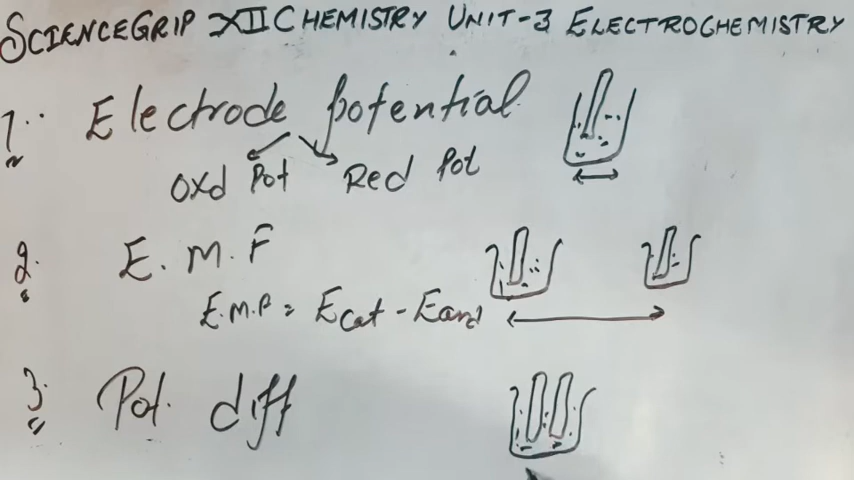 SCIENCEGRIP XII CHEMISTRY UNIT-3 ELECTROCHEMISTRY
1. Electrode potential
oxd Pot Red Pot
2. E.M.F
E.M.F = Ecat - Eand
3. Pot. diff